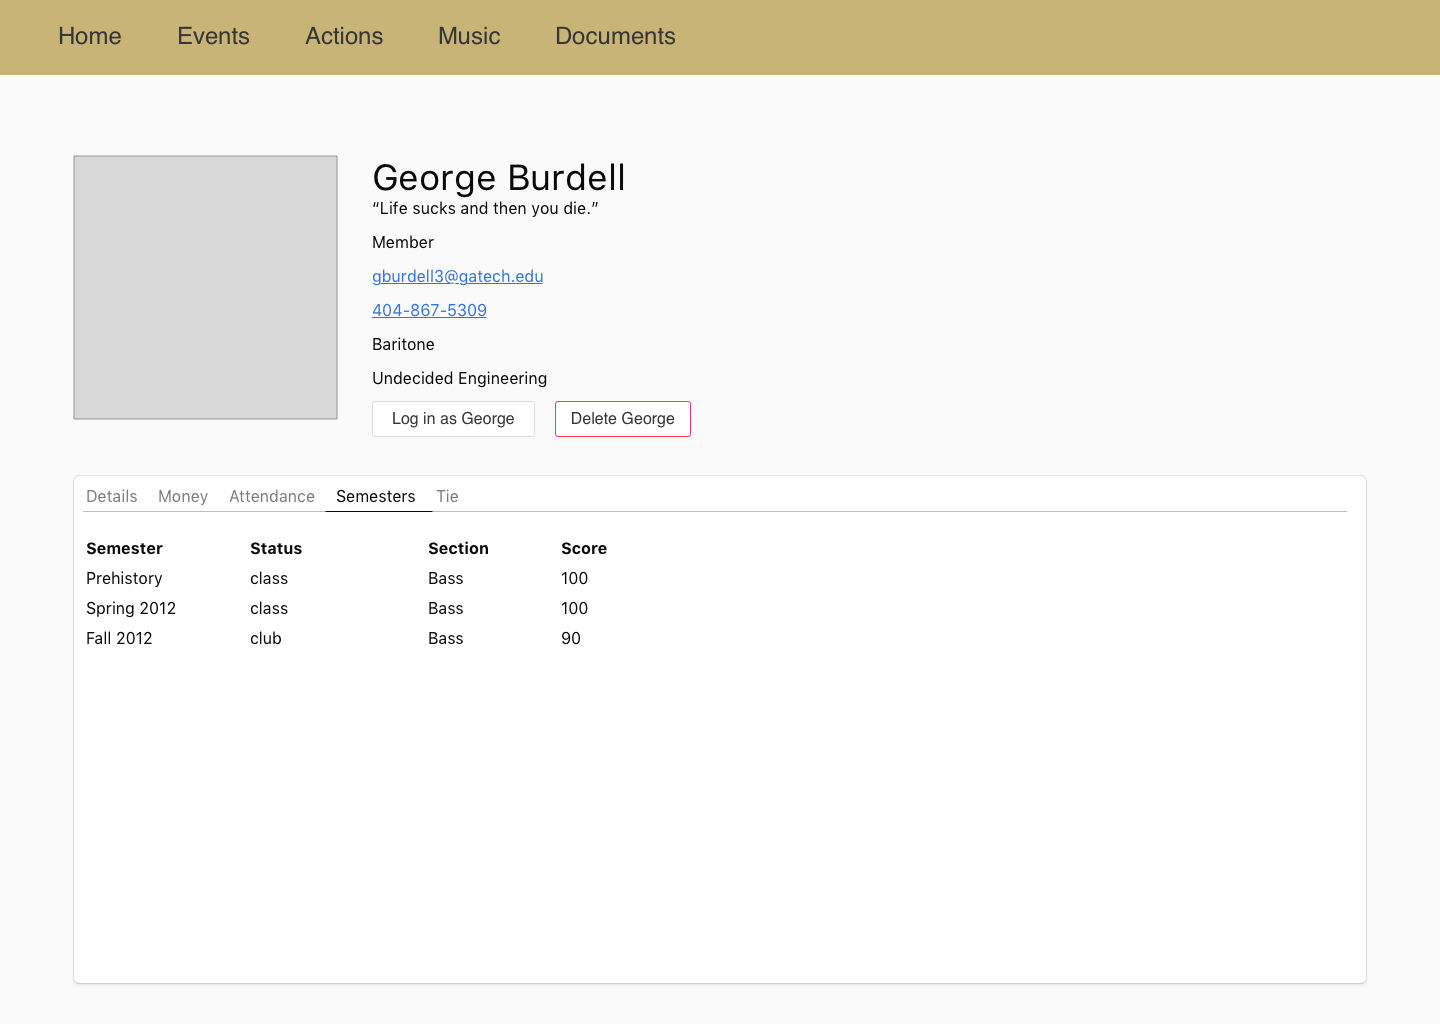 Home Events Actions Music Documents
George Burdell
“Life sucks and then you die.”
Member
gburdell3@gatech.edu
404-867-5309
Baritone
Undecided Engineering
Log in as George Delete George
Details Money Attendance Semesters Tie
Semester Status Section Score
Prehistory class Bass 100
Spring 2012 class Bass 100
Fall 2012 club Bass 90